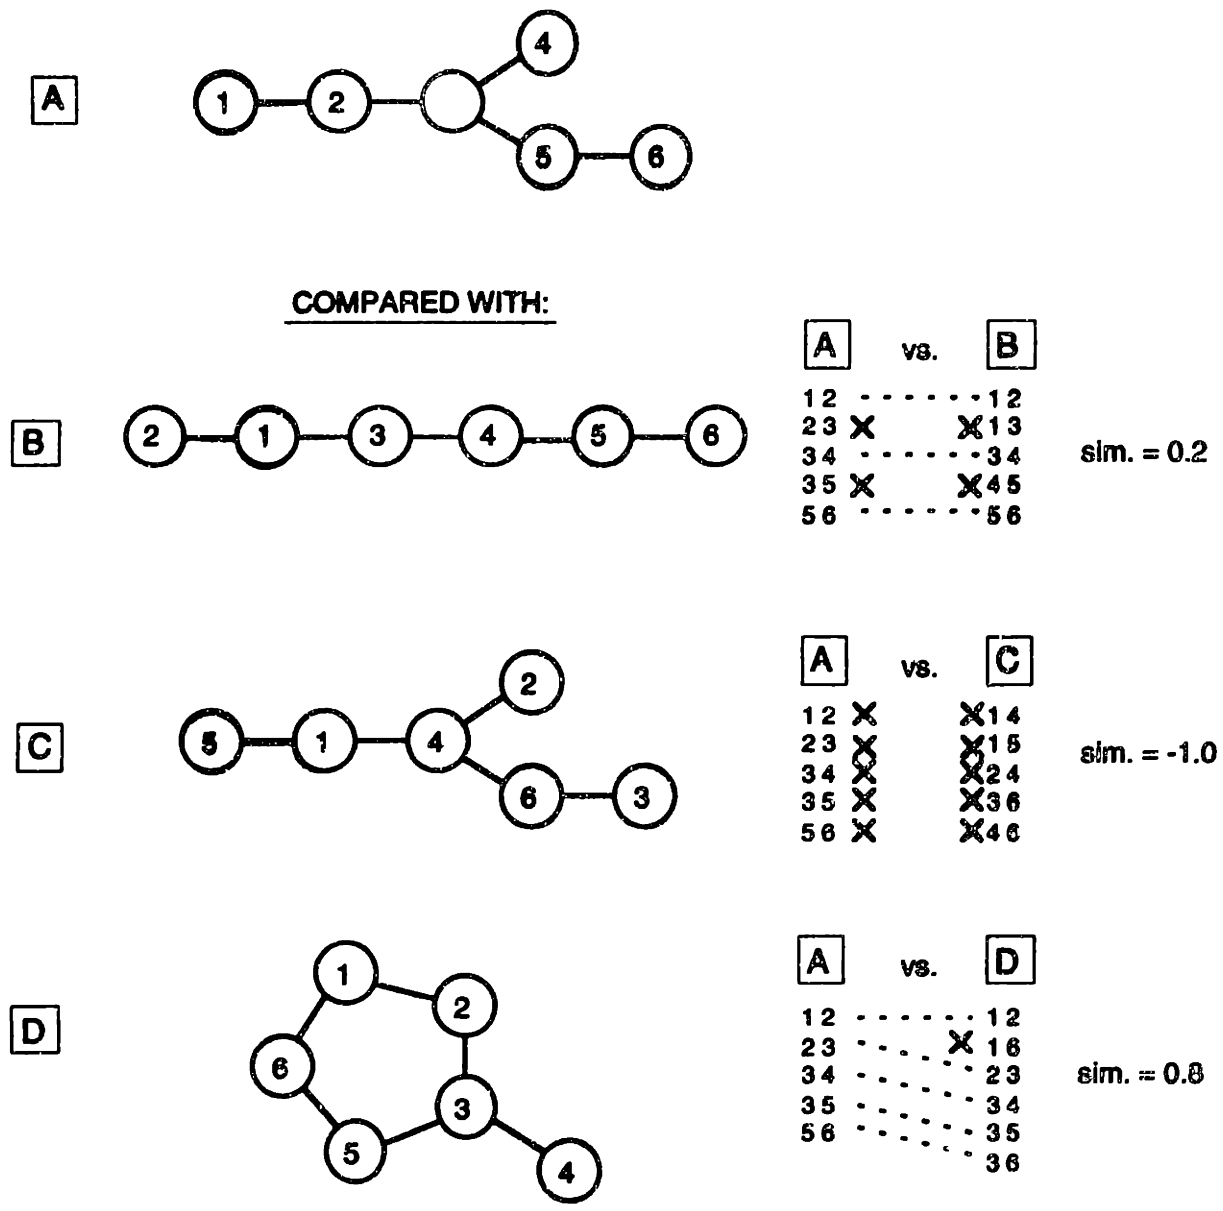 A
1 2 4 5 6
COMPARED WITH:
B
2 1 3 4 5 6
A vs. B
12 12
23 13
34 34
35 45
56 56
sim. = 0.2
C
5 1 4 2 6 3
A vs. C
12 14
23 15
34 24
35 36
56 46
sim. = -1.0
D
1 2 3 4 5 6
A vs. D
12 12
23 16
34 23
35 34
56 35
36
sim. = 0.8